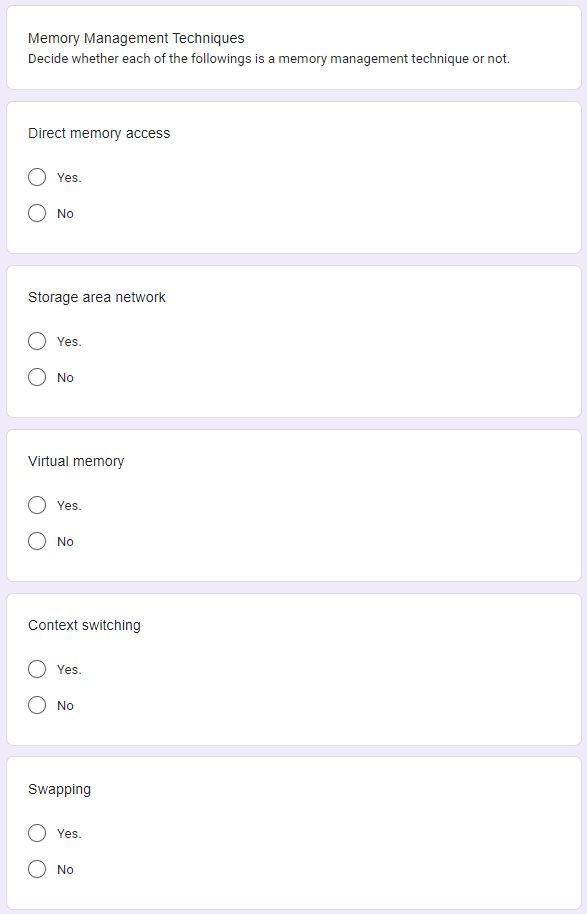 Memory Management Techniques
Decide whether each of the followings is a memory management technique or not.
Direct memory access
Yes.
No
Storage area network
Yes.
No
Virtual memory
Yes.
No
Context switching
Yes.
No
Swapping
Yes.
No